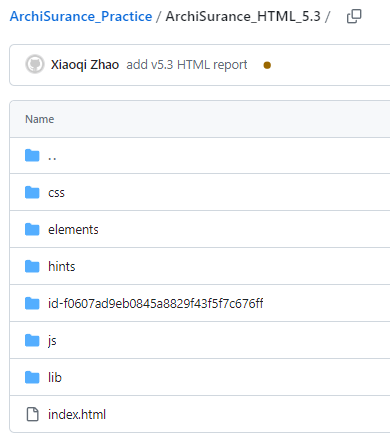 ArchiSurance_Practice / ArchiSurance_HTML_5.3 /
Xiaoqi Zhao add v5.3 HTML report
Name
..
css
elements
hints
id-f0607ad9eb0845a8829f43f5f7c676ff
js
lib
index.html